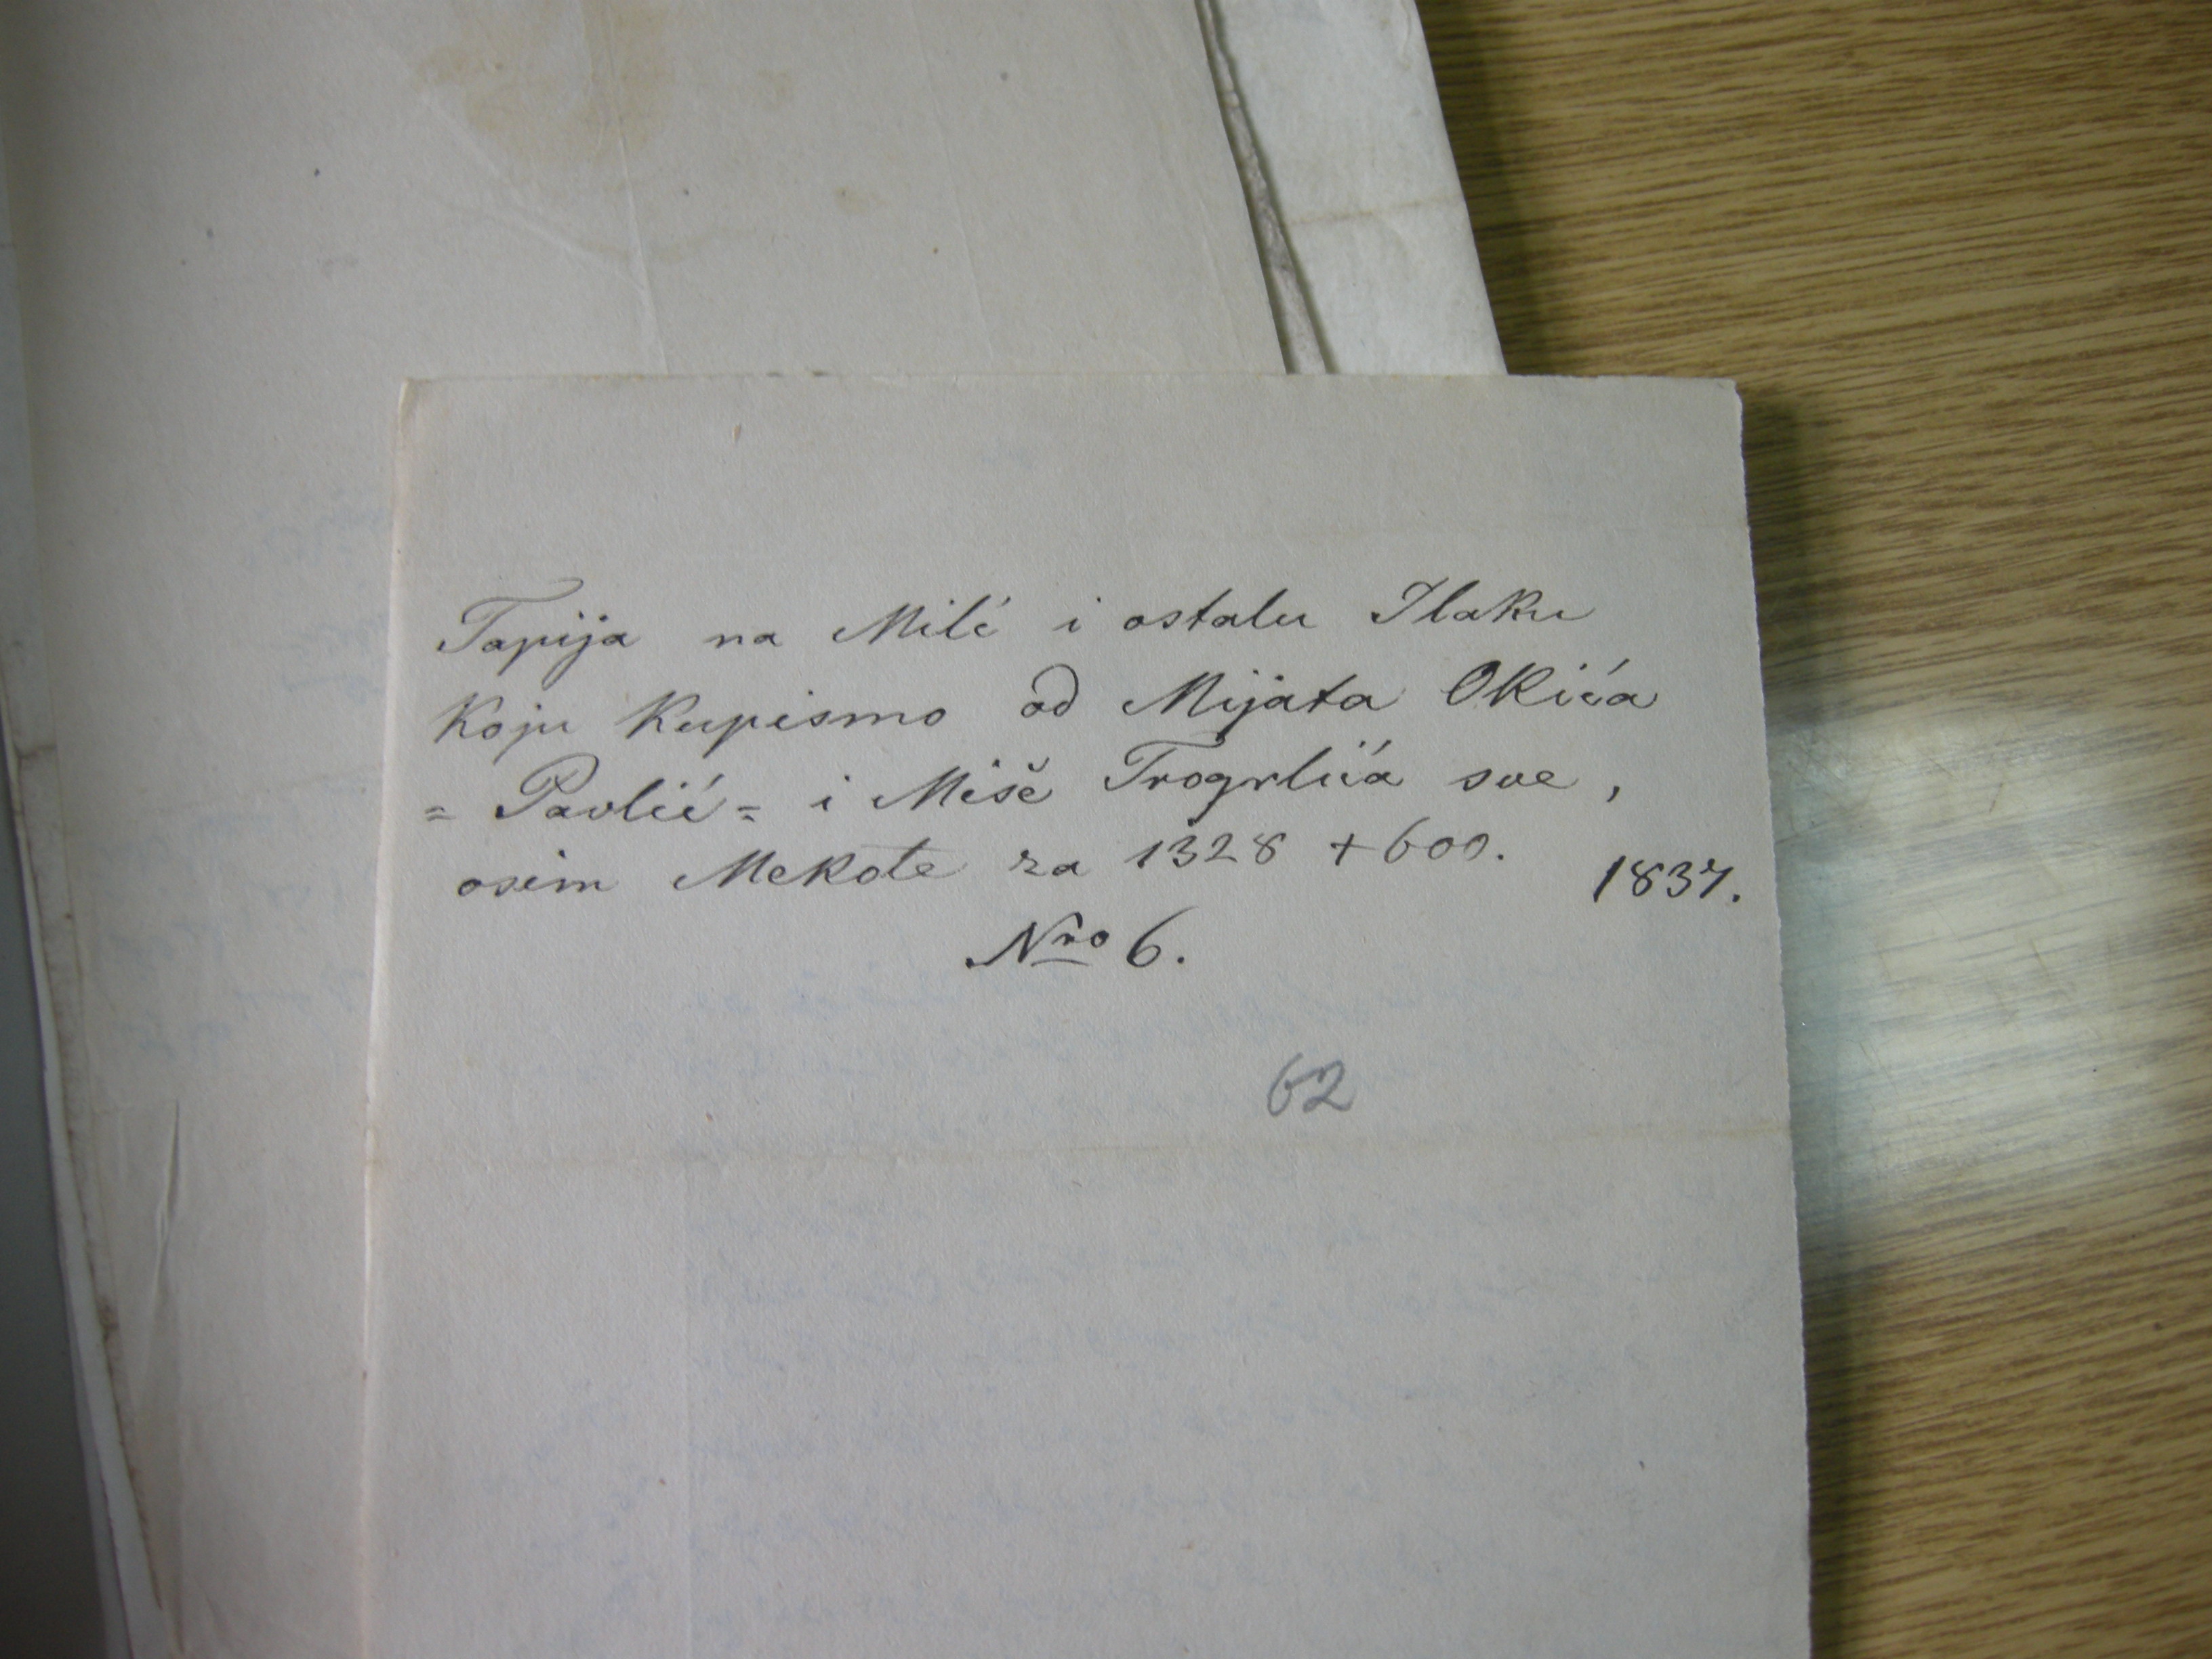 Tapija na Milć i ostalu Ilaku
Koju Kupismo od Mijata Okića
= Pavlić = i Miše Trogrlića sve,
osim Mekote za 1328 + 600. 1837.
Nro 6.
62